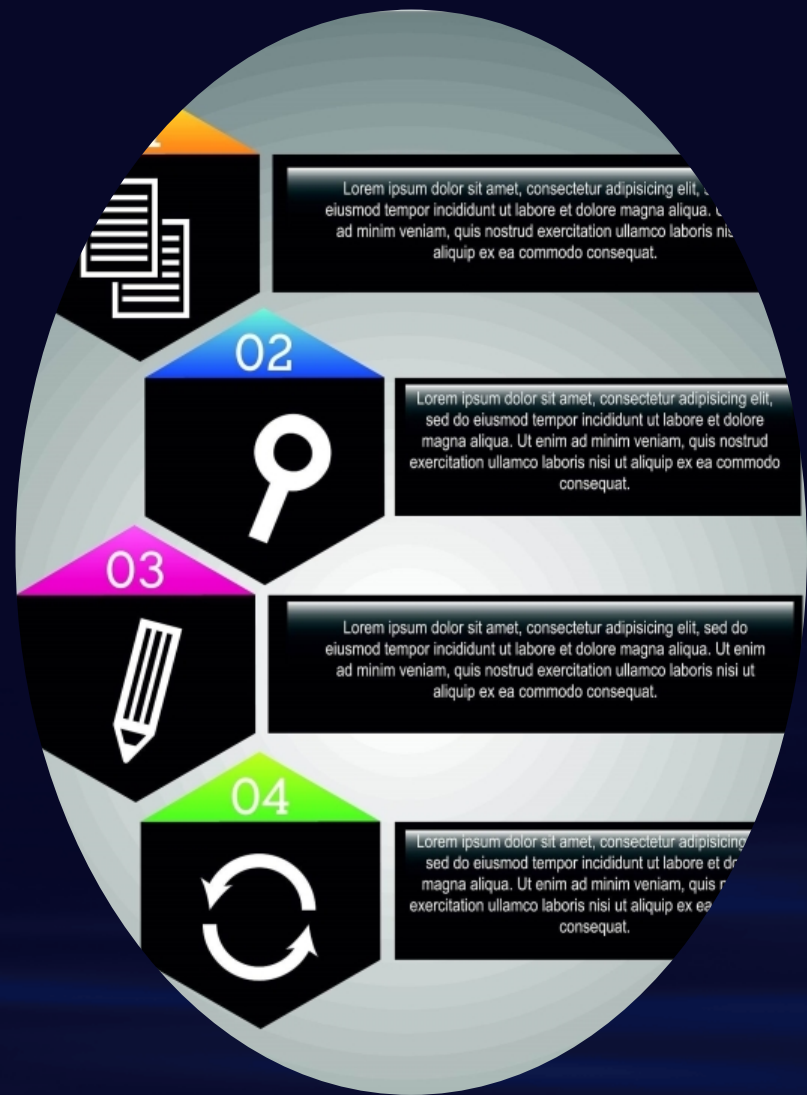 Lorem ipsum dolor sit amet, consectetur adipisicing elit,
eiusmod tempor incididunt ut labore et dolore magna aliqua.
ad minim veniam, quis nostrud exercitation ullamco laboris
aliquip ex ea commodo consequat.
02
Lorem ipsum dolor sit amet, consectetur adipisicing elit,
sed do eiusmod tempor incididunt ut labore et dolore
magna aliqua. Ut enim ad minim veniam, quis nostrud
exercitation ullamco laboris nisi ut aliquip ex ea commodo
consequat.
03
Lorem ipsum dolor sit amet, consectetur adipisicing elit, sed do
eiusmod tempor incididunt ut labore et dolore magna aliqua. Ut enim
ad minim veniam, quis nostrud exercitation ullamco laboris nisi ut
aliquip ex ea commodo consequat.
04
Lorem ipsum dolor sit amet, consectetur adipisicing
sed do eiusmod tempor incididunt ut labore et
magna aliqua. Ut enim ad minim veniam, quis
exercitation ullamco laboris nisi ut aliquip ex ea
consequat.